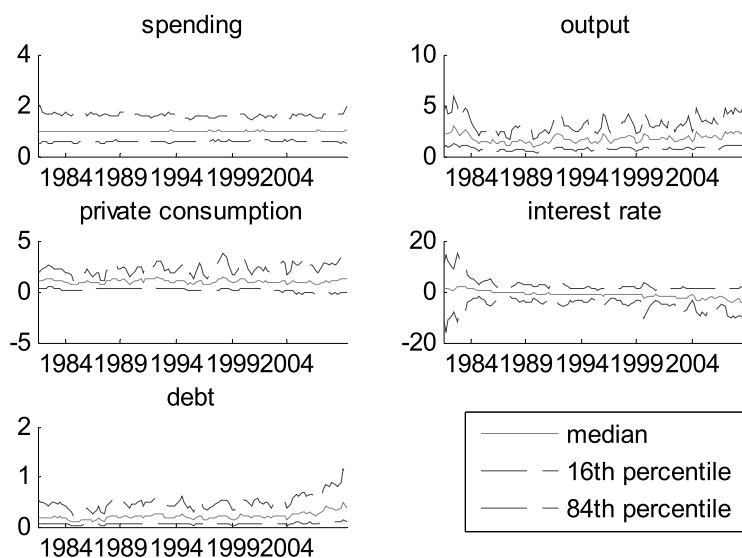 spending
4
2
0
1984 1989 1994 1999 2004
output
10
5
0
1984 1989 1994 1999 2004
private consumption
5
0
-5
1984 1989 1994 1999 2004
interest rate
20
0
-20
1984 1989 1994 1999 2004
debt
2
1
0
1984 1989 1994 1999 2004
median
16th percentile
84th percentile